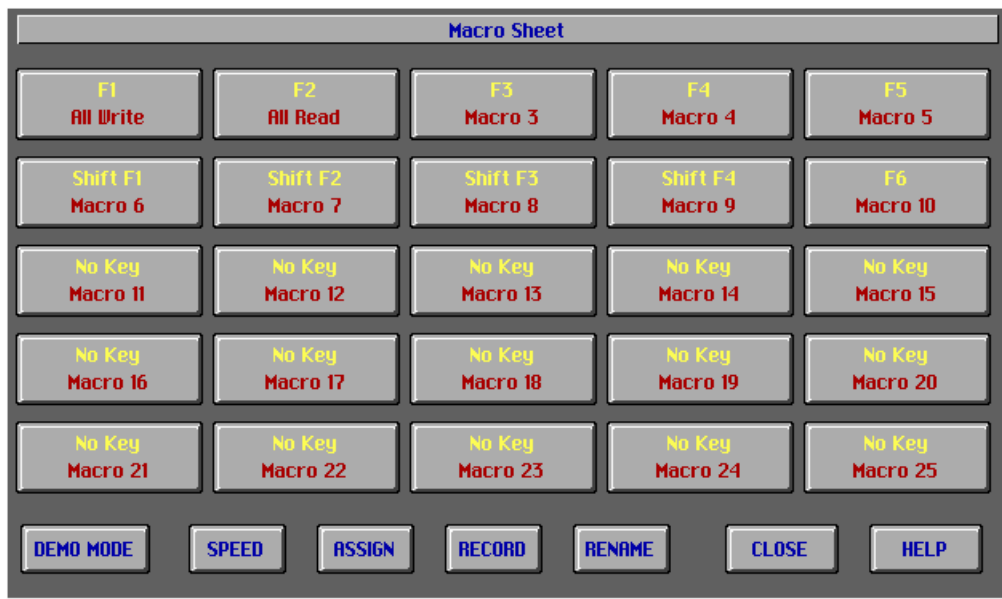 Macro Sheet
F1 F2 F3 F4 F5
All Write All Read Macro 3 Macro 4 Macro 5
Shift F1 Shift F2 Shift F3 Shift F4 F6
Macro 6 Macro 7 Macro 8 Macro 9 Macro 10
No Key No Key No Key No Key No Key
Macro 11 Macro 12 Macro 13 Macro 14 Macro 15
No Key No Key No Key No Key No Key
Macro 16 Macro 17 Macro 18 Macro 19 Macro 20
No Key No Key No Key No Key No Key
Macro 21 Macro 22 Macro 23 Macro 24 Macro 25
DEMO MODE SPEED ASSIGN RECORD RENAME CLOSE HELP